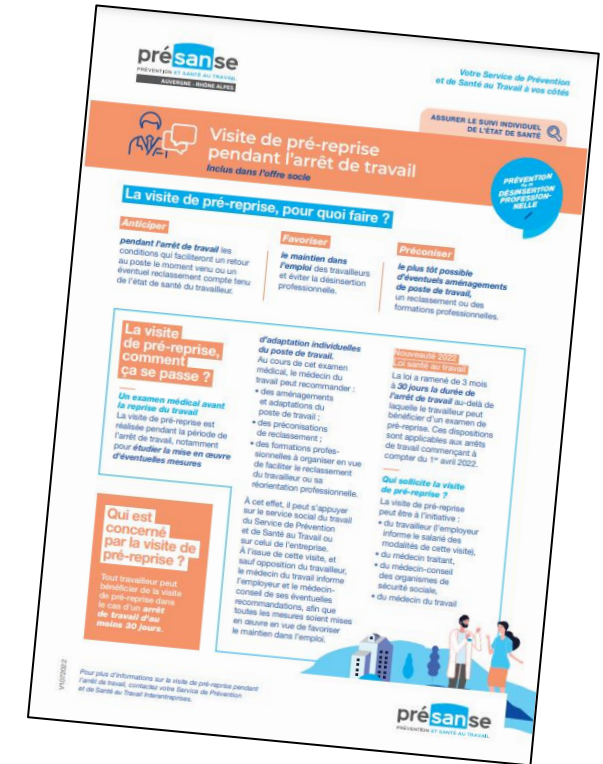 présanse
PRÉVENTION ET SANTÉ AU TRAVAIL
AUVERGNE - RHÔNE ALPES
Votre Service de Prévention
et de Santé au Travail à vos côtés
ASSURER LE SUIVI INDIVIDUEL
DE L'ÉTAT DE SANTÉ
Visite de pré-reprise
pendant l'arrêt de travail
Inclus dans l'offre socle
PRÉVENTION
de la
DÉSINSERTION
PROFESSION-
NELLE
La visite de pré-reprise, pour quoi faire ?
Anticiper
pendant l'arrêt de travail les
conditions qui faciliteront un retour
au poste le moment venu ou un
éventuel reclassement compte tenu
de l'état de santé du travailleur.
Favoriser
le maintien dans
l'emploi des travailleurs
et éviter la désinsertion
professionnelle.
Préconiser
le plus tôt possible
d'éventuels aménagements
de poste de travail,
un reclassement ou des
formations professionnelles.
La visite
de pré-reprise,
comment
ça se passe ?
Un examen médical avant
la reprise du travail
La visite de pré-reprise est
réalisée pendant la période de
l'arrêt de travail, notamment
pour étudier la mise en œuvre
d'éventuelles mesures
d'adaptation individuelles
du poste de travail.
Au cours de cet examen
médical, le médecin du
travail peut recommander :
• des aménagements
et adaptations du
poste de travail ;
• des préconisations
de reclassement ;
• des formations profes-
sionnelles à organiser en vue
de faciliter le reclassement
du travailleur ou sa
réorientation professionnelle.
À cet effet, il peut s'appuyer
sur le service social du travail
du Service de Prévention
et de Santé au Travail ou
sur celui de l'entreprise.
À l'issue de cette visite, et
sauf opposition du travailleur,
le médecin du travail informe
l'employeur et le médecin-
conseil de ses éventuelles
recommandations, afin que
toutes les mesures soient mises
en œuvre en vue de favoriser
le maintien dans l'emploi.
Nouveauté 2022
Loi santé au travail
La loi a ramené de 3 mois
à 30 jours la durée de
l'arrêt de travail au-delà de
laquelle le travailleur peut
bénéficier d'un examen de
pré-reprise. Ces dispositions
sont applicables aux arrêts
de travail commençant à
compter du 1er avril 2022.
Qui sollicite la visite
de pré-reprise ?
La visite de pré-reprise
peut être à l'initiative :
• du travailleur (l'employeur
informe le salarié des
modalités de cette visite),
• du médecin traitant,
• du médecin-conseil
des organismes de
sécurité sociale,
• du médecin du travail
Qui est
concerné
par la visite de
pré-reprise ?
Tout travailleur peut
bénéficier de la visite
de pré-reprise dans
le cas d'un arrêt
de travail d'au
moins 30 jours.
V10/2022
Pour plus d'informations sur la visite de pré-reprise pendant
l'arrêt de travail, contactez votre Service de Prévention
et de Santé au Travail Interentreprises.
présanse
PRÉVENTION ET SANTÉ AU TRAVAIL